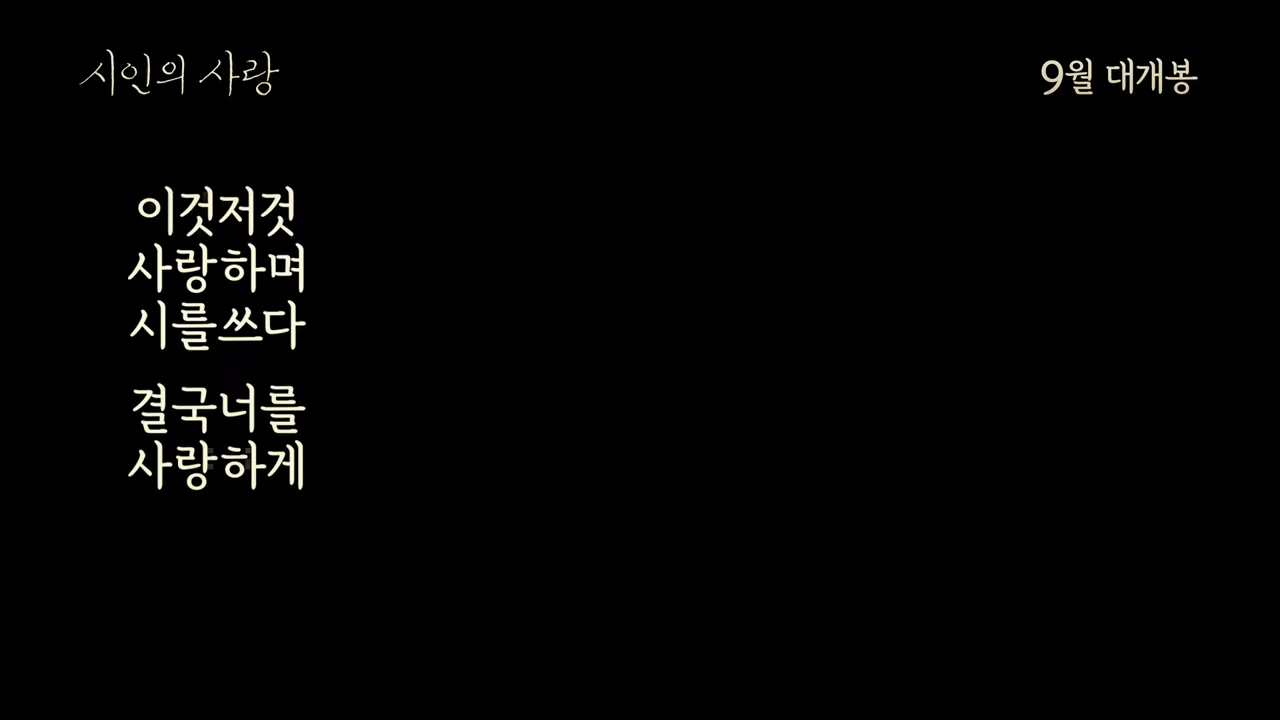 시인의 사랑
9월 대개봉
이것저것
사랑하며
시를쓰다
결국너를
사랑하게